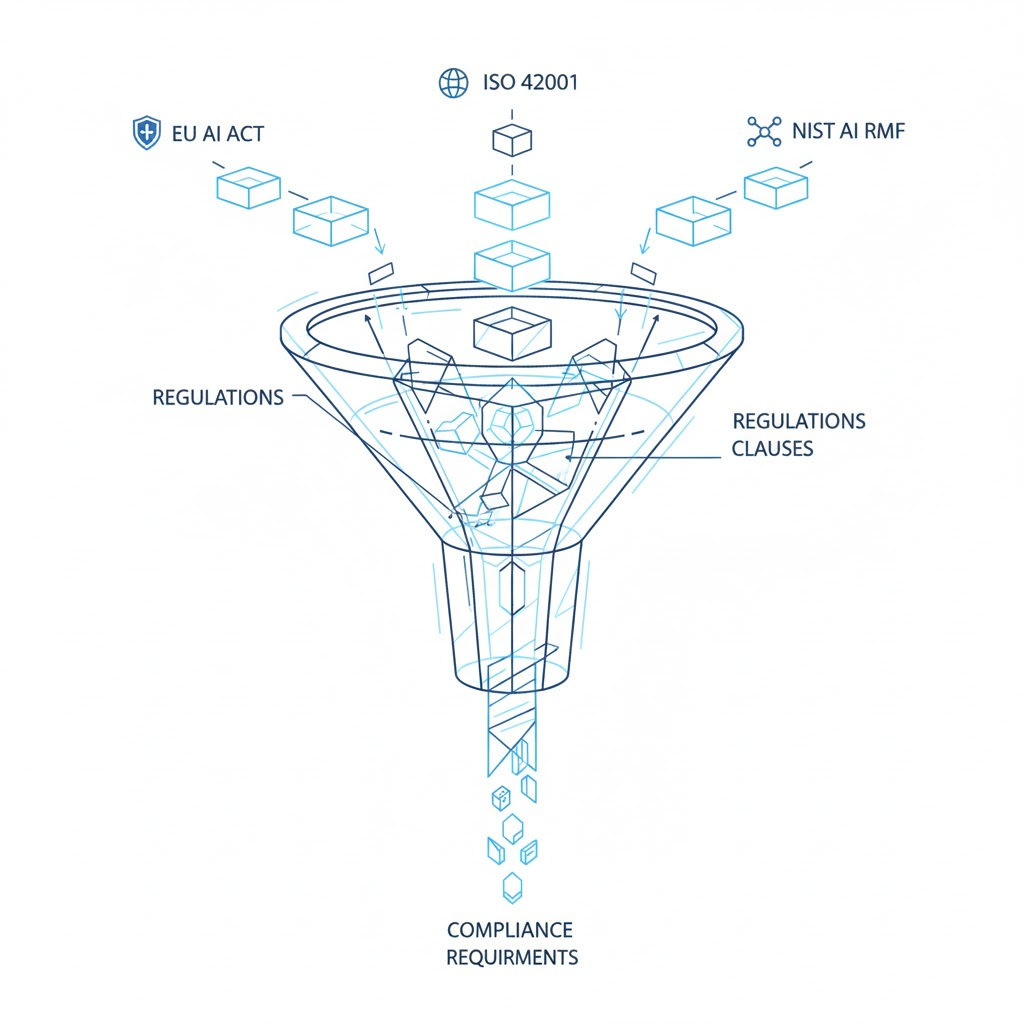 ISO 42001
EU AI ACT
NIST AI RMF
REGULATIONS
REGULATIONS
CLAUSES
COMPLIANCE
REQUIRMENTS